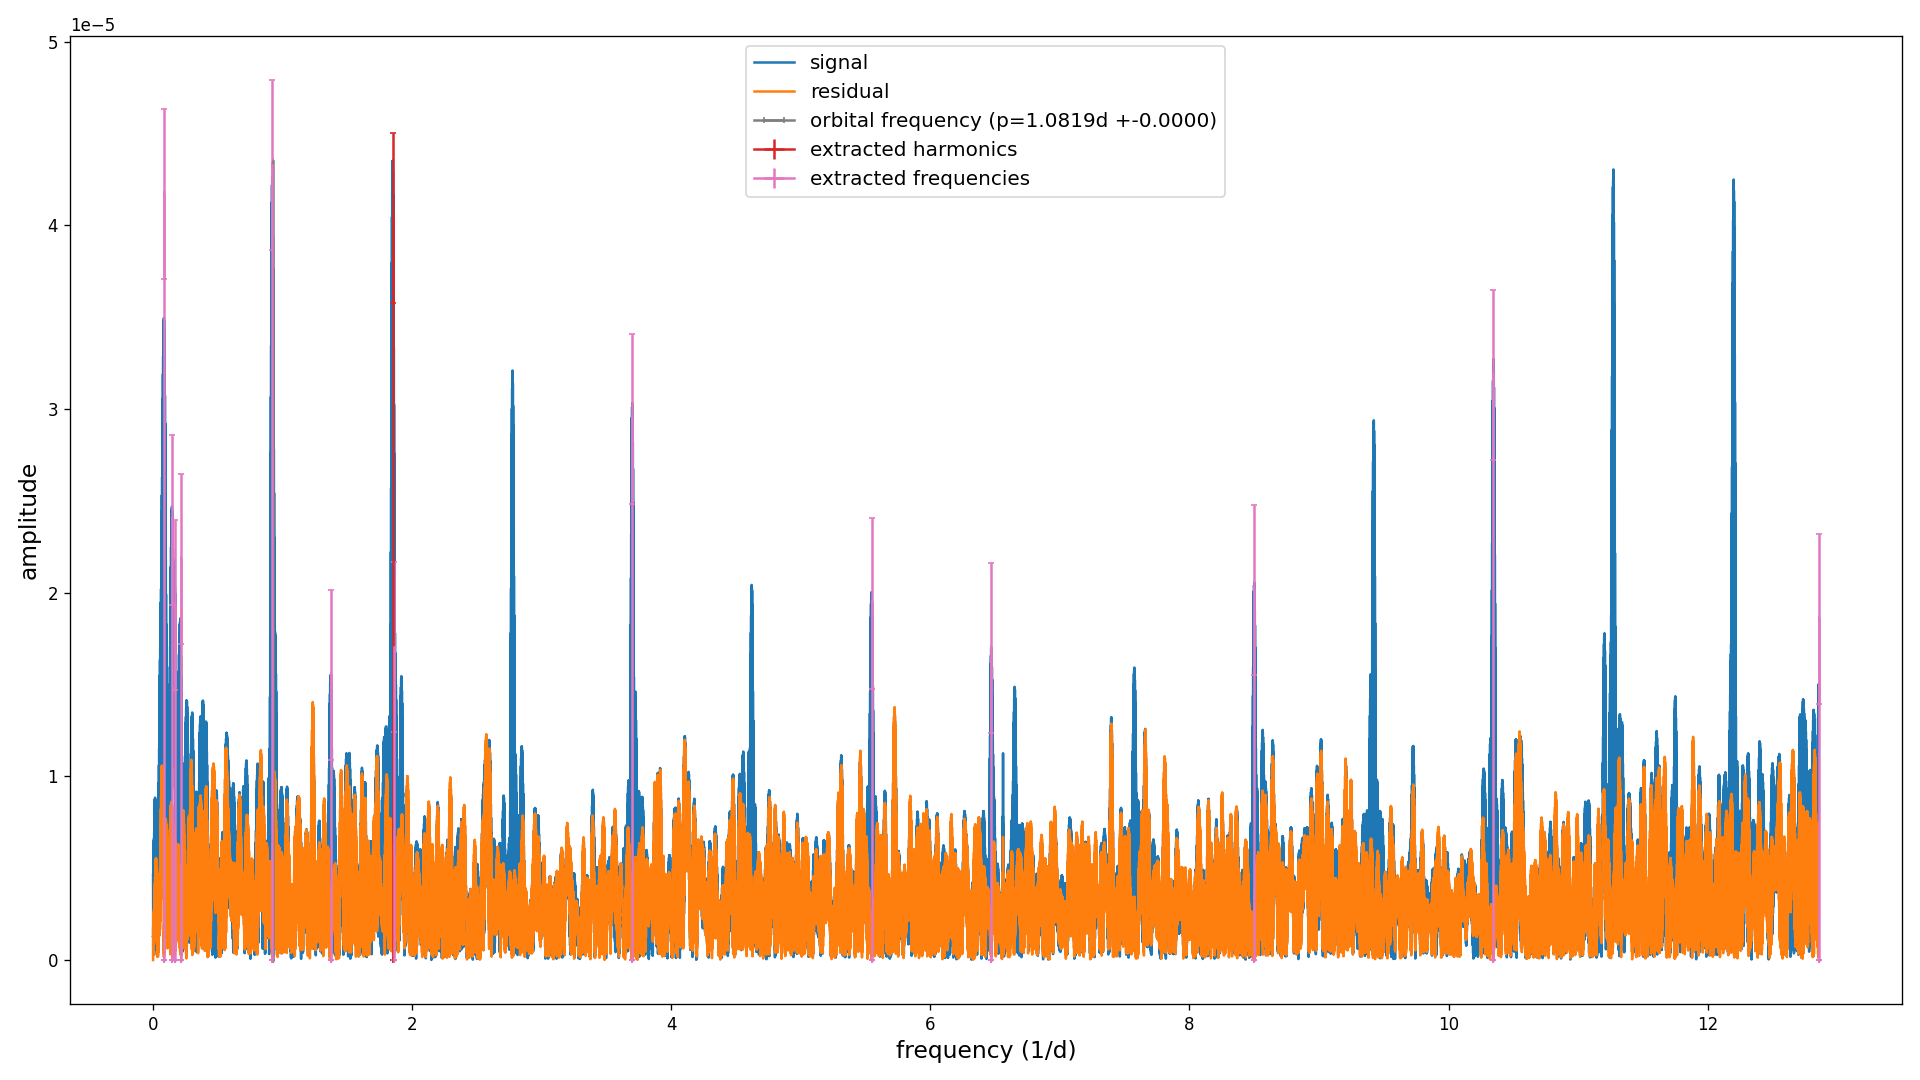 1e−5
5
4
3
2
1
0
amplitude
signal
residual
orbital frequency (p=1.0819d +-0.0000)
extracted harmonics
extracted frequencies
0 2 4 6 8 10 12
frequency (1/d)